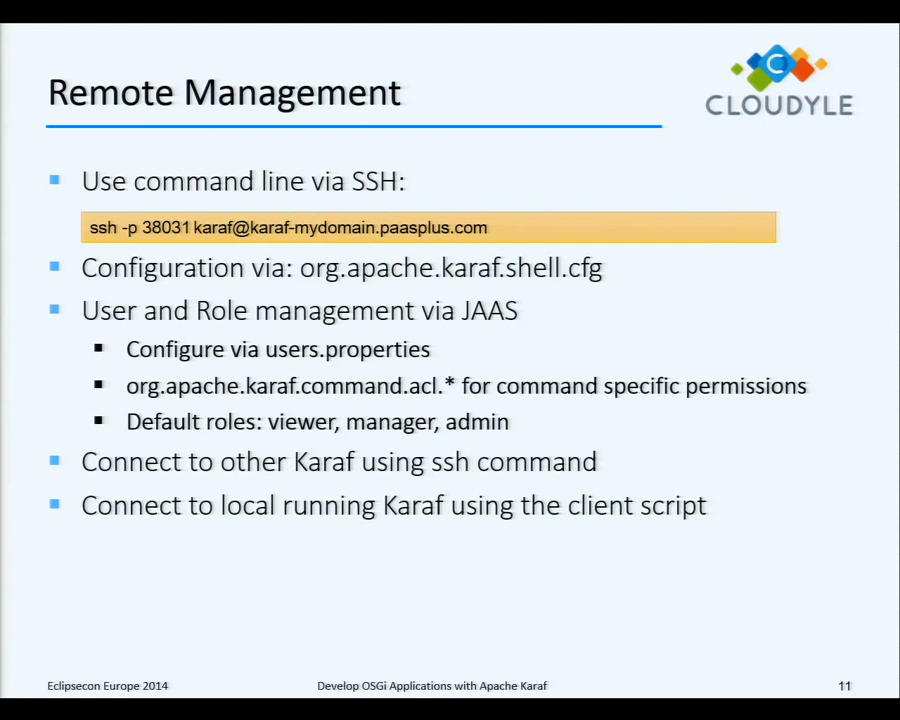 Remote Management
CLOUDYLE
Use command line via SSH:
ssh -p 38031 karaf@karaf-mydomain.paasplus.com
Configuration via: org.apache.karaf.shell.cfg
User and Role management via JAAS
Configure via users.properties
org.apache.karaf.command.acl.* for command specific permissions
Default roles: viewer, manager, admin
Connect to other Karaf using ssh command
Connect to local running Karaf using the client script
Eclipsecon Europe 2014 Develop OSGi Applications with Apache Karaf 11